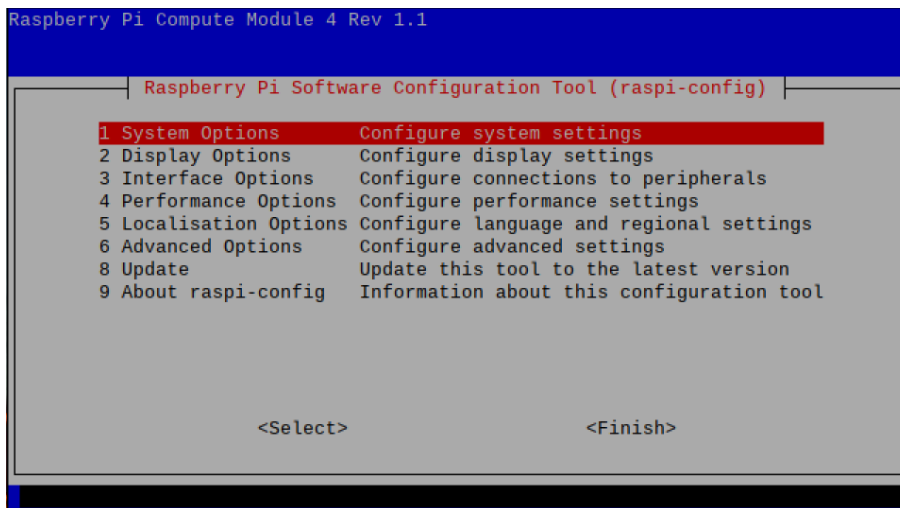 Raspberry Pi Compute Module 4 Rev 1.1
Raspberry Pi Software Configuration Tool (raspi-config)
1 System Options Configure system settings
2 Display Options Configure display settings
3 Interface Options Configure connections to peripherals
4 Performance Options Configure performance settings
5 Localisation Options Configure language and regional settings
6 Advanced Options Configure advanced settings
8 Update Update this tool to the latest version
9 About raspi-config Information about this configuration tool
<Select> <Finish>